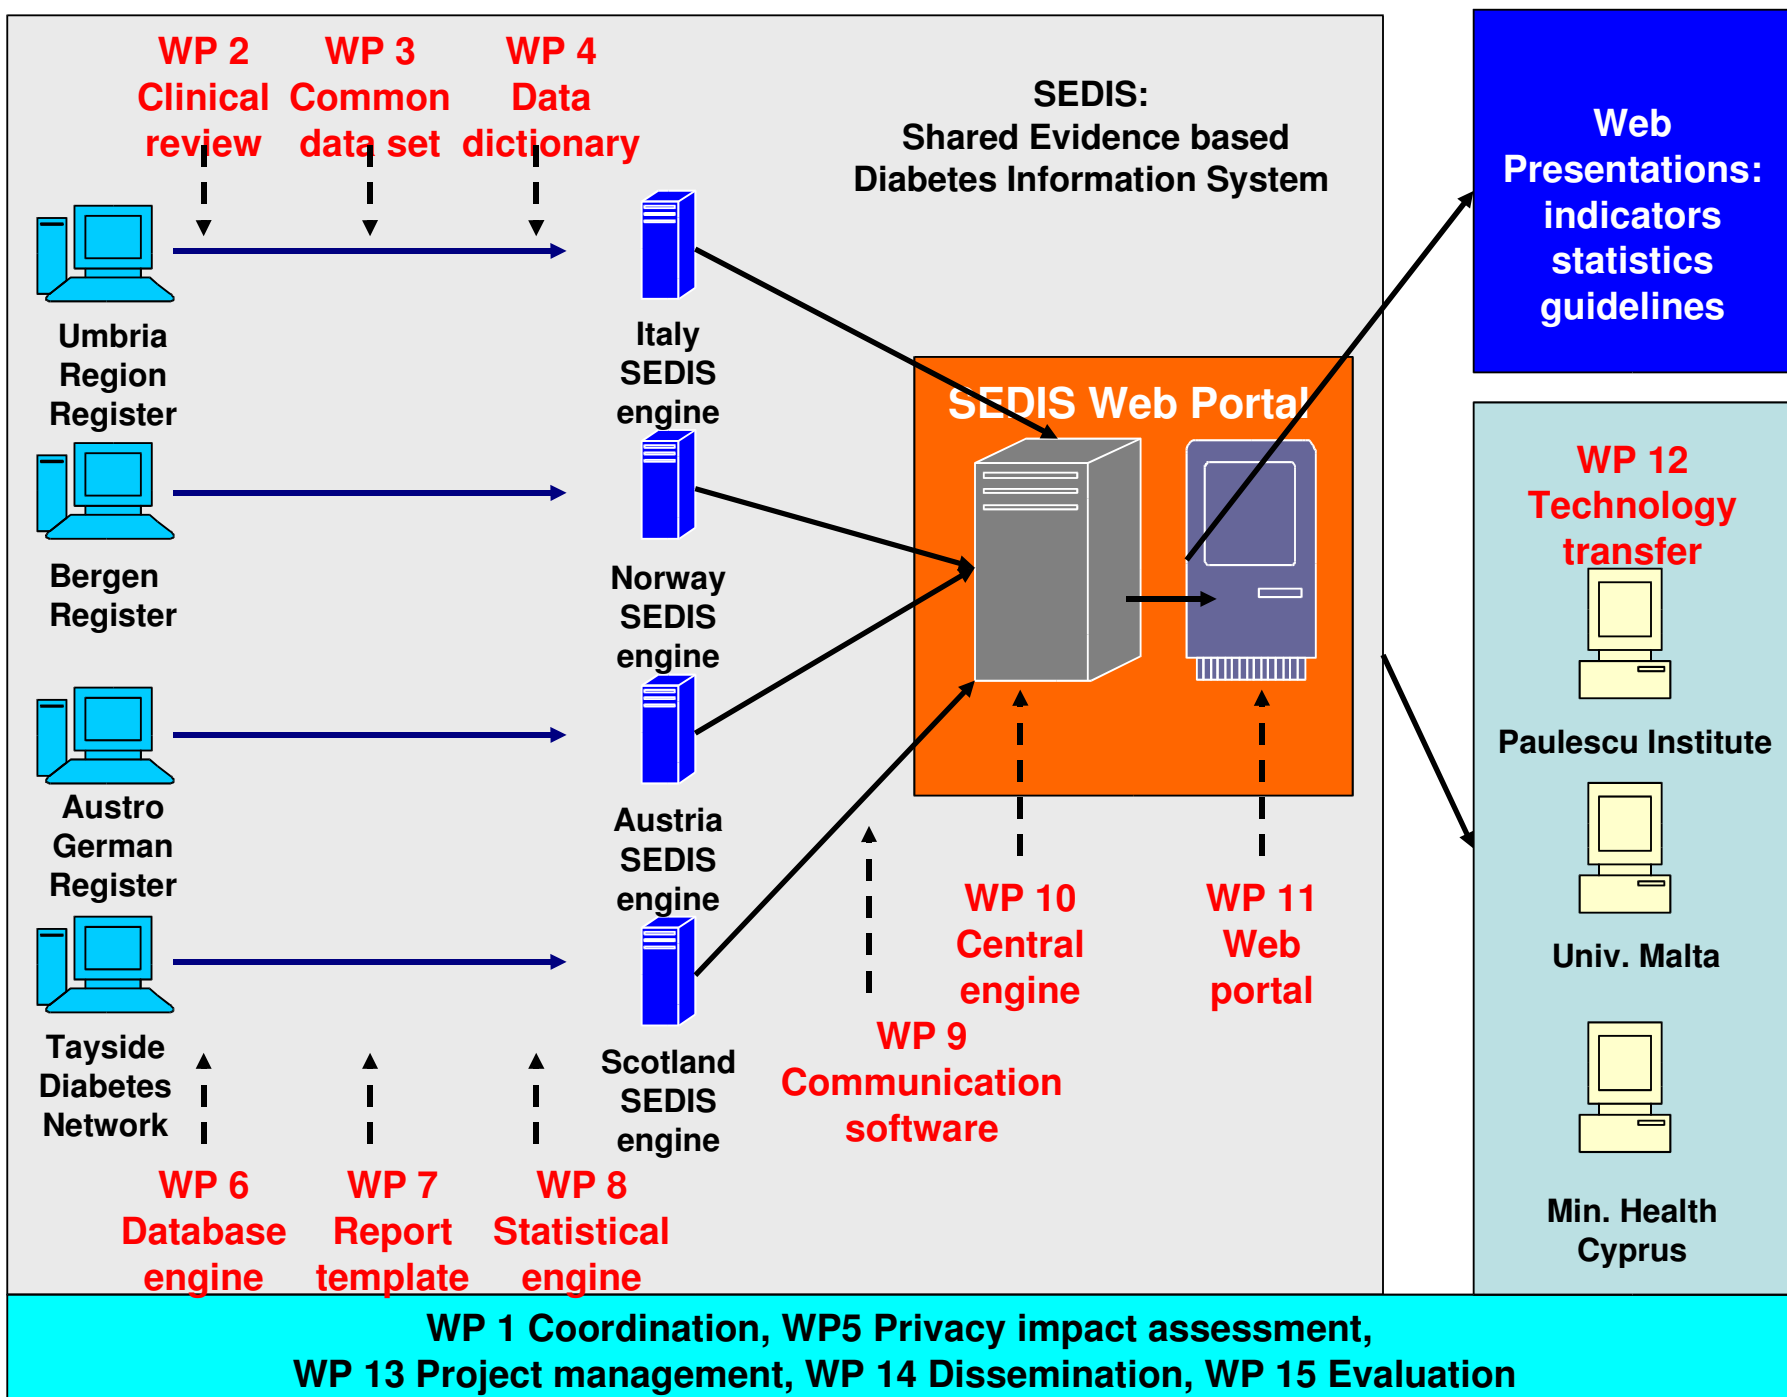 WP 2
Clinical
review
WP 3
Common
data set
WP 4
Data
dictionary
SEDIS:
Shared Evidence based
Diabetes Information System
Web
Presentations:
indicators
statistics
guidelines
Umbria
Region
Register
Italy
SEDIS
engine
SEDIS Web Portal
WP 12
Technology
transfer
Bergen
Register
Norway
SEDIS
engine
Paulescu Institute
Austro
German
Register
Austria
SEDIS
engine
WP 10
Central
engine
WP 11
Web
portal
Univ. Malta
Tayside
Diabetes
Network
Scotland
SEDIS
engine
WP 9
Communication
software
WP 6
Database
engine
WP 7
Report
template
WP 8
Statistical
engine
Min. Health
Cyprus
WP 1 Coordination, WP5 Privacy impact assessment,
WP 13 Project management, WP 14 Dissemination, WP 15 Evaluation